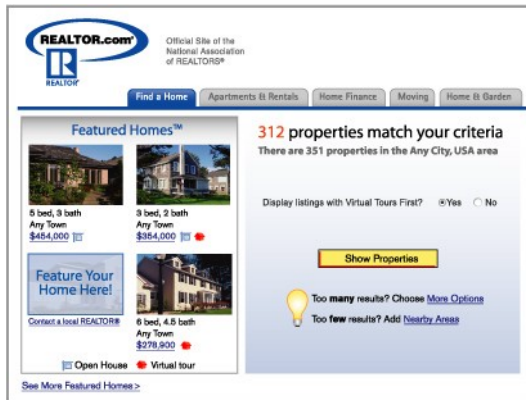 REALTOR.com®
REALTOR®
Official Site of the
National Association
of REALTORS®
Find a Home
Apartments & Rentals
Home Finance
Moving
Home & Garden
Featured Homes™
5 bed, 3 bath
Any Town
$454,000
3 bed, 2 bath
Any Town
$354,000
Feature Your
Home Here!
Contact a local REALTOR®
6 bed, 4.5 bath
Any Town
$278,900
Open House
Virtual tour
See More Featured Homes >
312 properties match your criteria
There are 351 properties in the Any City, USA area
Display listings with Virtual Tours First? Yes No
Show Properties
Too many results? Choose More Options
Too few results? Add Nearby Areas